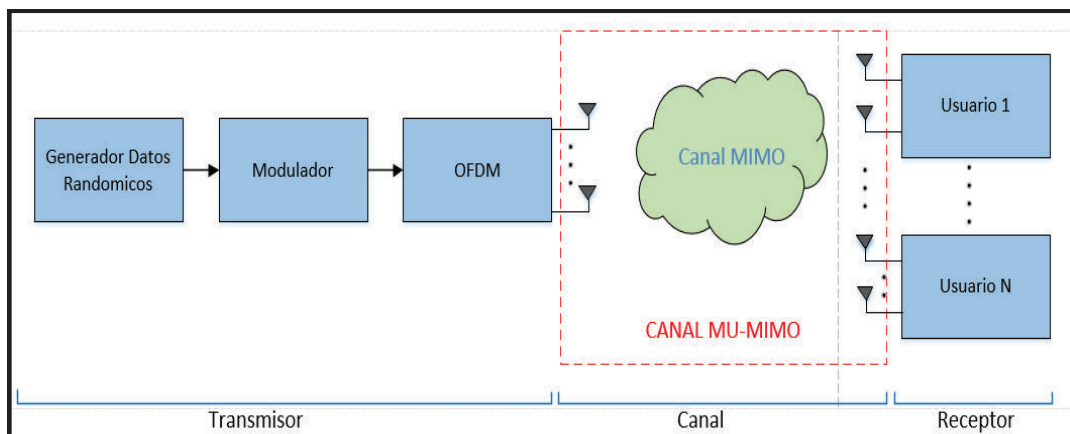 Generador Datos
Randomicos
Modulador
OFDM
Canal MIMO
Usuario 1
Usuario N
CANAL MU-MIMO
Transmisor
Canal
Receptor